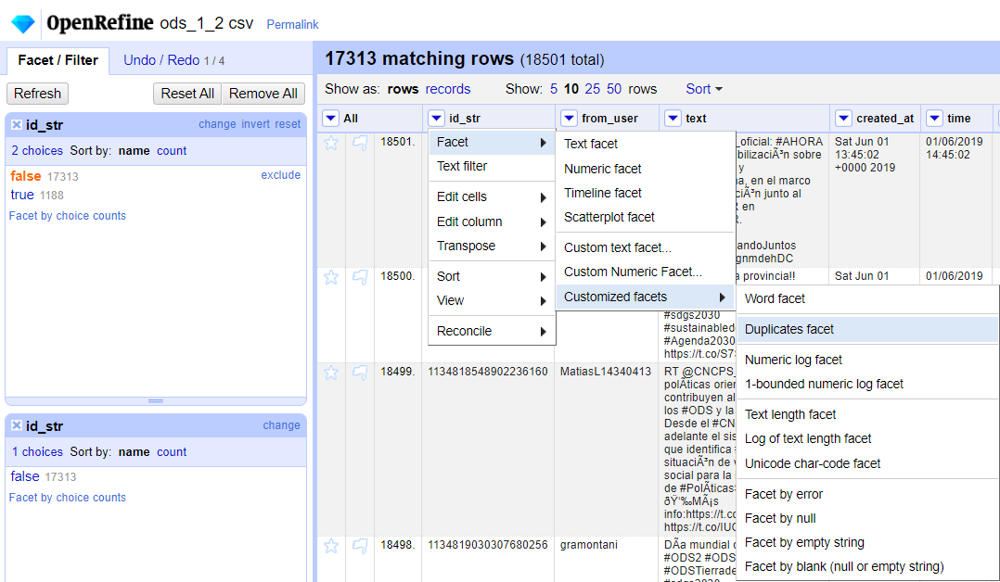 OpenRefine ods_1_2 csv Permalink
Facet / Filter Undo / Redo 1 / 4
Refresh Reset All Remove All
id_str change invert reset
2 choices Sort by: name count
false 17313 exclude
true 1188
Facet by choice counts
id_str change
1 choices Sort by: name count
false 17313
Facet by choice counts
17313 matching rows (18501 total)
Show as: rows records Show: 5 10 25 50 rows Sort
All id_str from_user text created_at time
18501.
_oficial: #AHORA
bilizaciÃ³n sobre
y
na, en el marco
ciÃ³n junto al
en
R.
andoJuntos
gnmdehDC
Sat Jun 01
13:45:02
+0000 2019
01/06/2019
14:45:02
18500.
a provincia!!
#sdgs2030
#sustainabled
#Agenda2030
https://t.co/S7S
Sat Jun 01
01/06/2019
18499. 1134818548902236160 MatiasL14340413
RT @CNCPS_
polÃ­ticas orien
contribuyen al
los #ODS y la
Desde el #CN
adelante el sis
que identifica
situaciÃ³n de v
social para la
de #PolÃ­ticas
ðŸ’‰MÃ¡s
info:https://t.co
https://t.co/IUC
18498. 1134819030307680256 gramontani
DÃ­a mundial
#ODS2 #ODS
#ODSTierrade
#sdgs2030
Facet
Text filter
Edit cells
Edit column
Transpose
Sort
View
Reconcile
Text facet
Numeric facet
Timeline facet
Scatterplot facet
Custom text facet...
Custom Numeric Facet...
Customized facets
Word facet
Duplicates facet
Numeric log facet
1-bounded numeric log facet
Text length facet
Log of text length facet
Unicode char-code facet
Facet by error
Facet by null
Facet by empty string
Facet by blank (null or empty string)